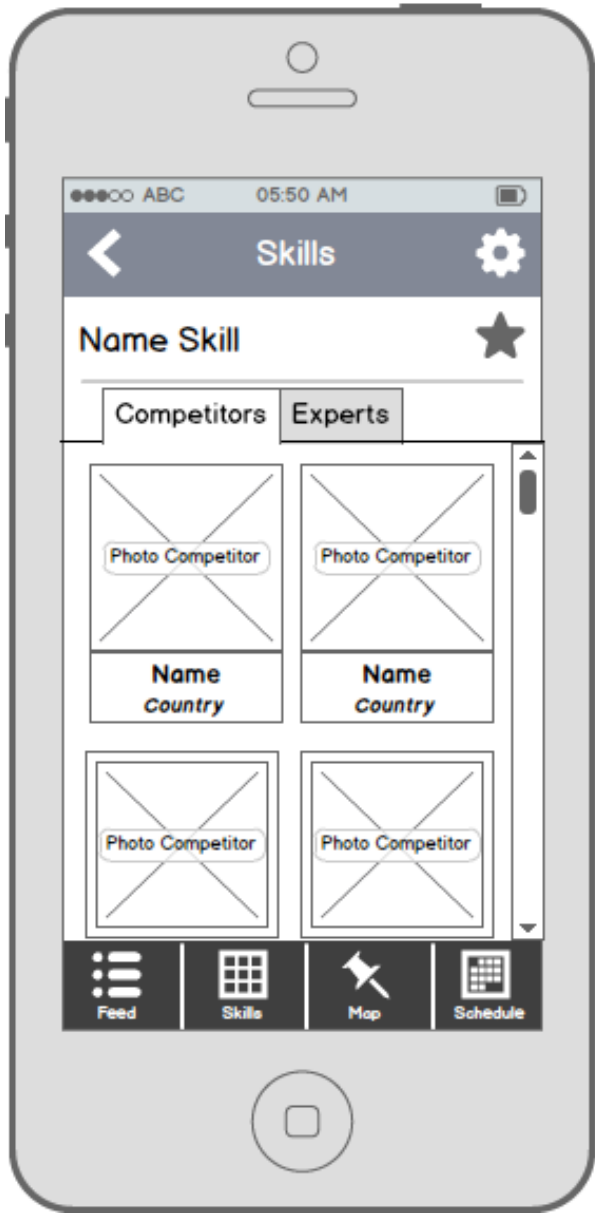 ABC 05:50 AM
Skills
Name Skill
Competitors Experts
Photo Competitor Photo Competitor
Name Name
Country Country
Photo Competitor Photo Competitor
Feed Skills Map Schedule